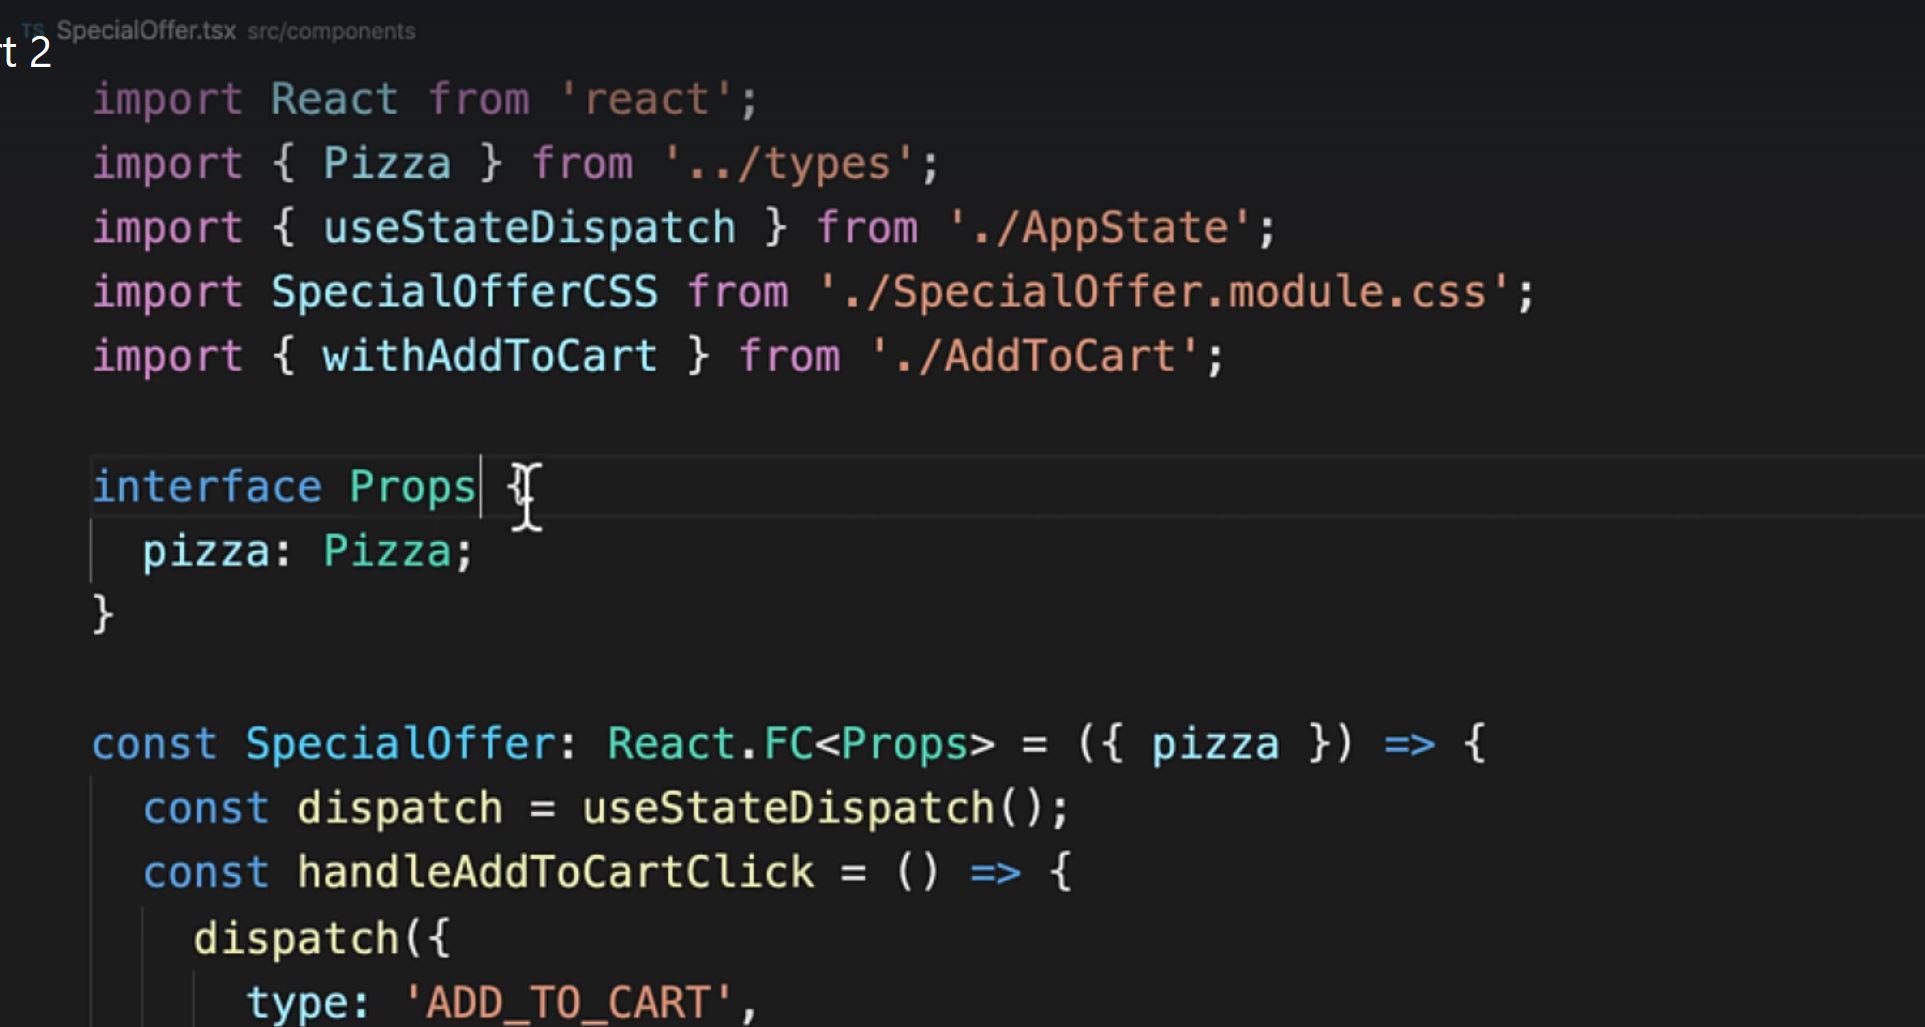 TS SpecialOffer.tsx src/components
t 2
import React from 'react';
import { Pizza } from '../types';
import { useStateDispatch } from './AppState';
import SpecialOfferCSS from './SpecialOffer.module.css';
import { withAddToCart } from './AddToCart';
interface Props {
pizza: Pizza;
}
const SpecialOffer: React.FC<Props> = ({ pizza }) => {
const dispatch = useStateDispatch();
const handleAddToCartClick = () => {
dispatch({
type: 'ADD_TO_CART',